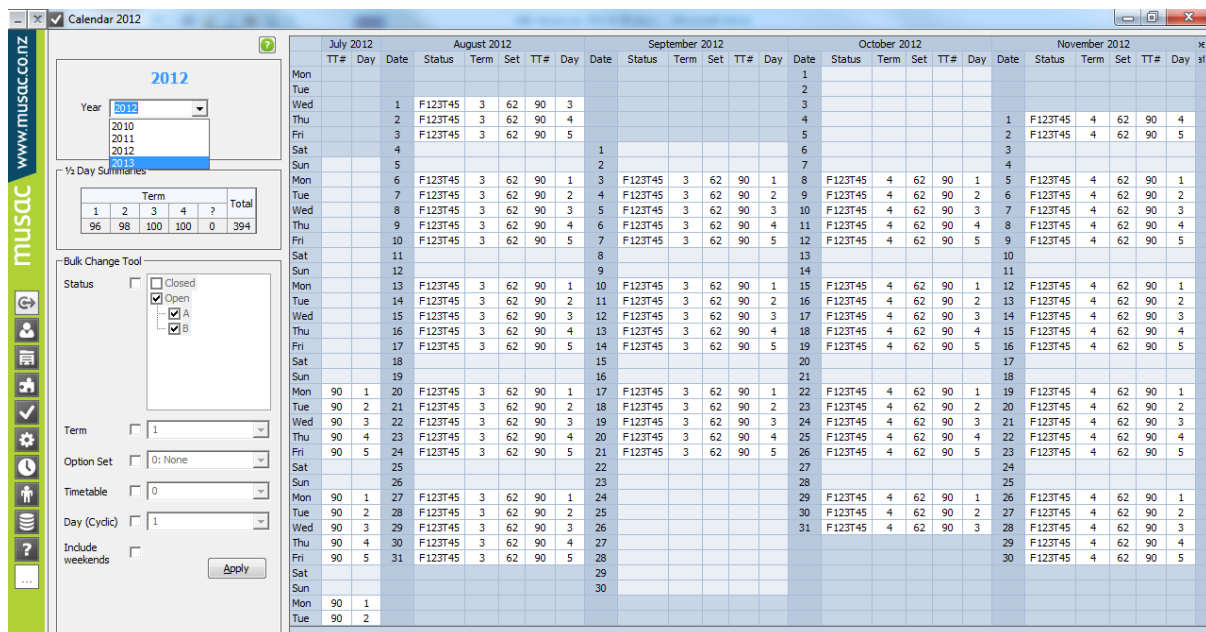 Calendar 2012
www.musac.co.nz
musac
?
...
?
2012
Year 2012
2010
2011
2012
2013
½ Day Summaries
Term Total
1 2 3 4 ?
96 98 100 100 0 394
Bulk Change Tool
Status Closed
Open
A
B
Term 1
Option Set 0: None
Timetable 0
Day (Cyclic) 1
Include
weekends
Apply
July 2012 August 2012 September 2012 October 2012 November 2012
TT# Day Date Status Term Set TT# Day Date Status Term Set TT# Day Date Status Term Set TT# Day Date Status Term Set TT# Day
Mon 1
Tue 2
Wed 1 F123T45 3 62 90 3 3
Thu 2 F123T45 3 62 90 4 4 1 F123T45 4 62 90 4
Fri 3 F123T45 3 62 90 5 5 2 F123T45 4 62 90 5
Sat 4 1 6 3
Sun 5 2 7 4
Mon 6 F123T45 3 62 90 1 3 F123T45 3 62 90 1 8 F123T45 4 62 90 1 5 F123T45 4 62 90 1
Tue 7 F123T45 3 62 90 2 4 F123T45 3 62 90 2 9 F123T45 4 62 90 2 6 F123T45 4 62 90 2
Wed 8 F123T45 3 62 90 3 5 F123T45 3 62 90 3 10 F123T45 4 62 90 3 7 F123T45 4 62 90 3
Thu 9 F123T45 3 62 90 4 6 F123T45 3 62 90 4 11 F123T45 4 62 90 4 8 F123T45 4 62 90 4
Fri 10 F123T45 3 62 90 5 7 F123T45 3 62 90 5 12 F123T45 4 62 90 5 9 F123T45 4 62 90 5
Sat 11 8 13 10
Sun 12 9 14 11
Mon 13 F123T45 3 62 90 1 10 F123T45 3 62 90 1 15 F123T45 4 62 90 1 12 F123T45 4 62 90 1
Tue 14 F123T45 3 62 90 2 11 F123T45 3 62 90 2 16 F123T45 4 62 90 2 13 F123T45 4 62 90 2
Wed 15 F123T45 3 62 90 3 12 F123T45 3 62 90 3 17 F123T45 4 62 90 3 14 F123T45 4 62 90 3
Thu 16 F123T45 3 62 90 4 13 F123T45 3 62 90 4 18 F123T45 4 62 90 4 15 F123T45 4 62 90 4
Fri 17 F123T45 3 62 90 5 14 F123T45 3 62 90 5 19 F123T45 4 62 90 5 16 F123T45 4 62 90 5
Sat 18 15 20 17
Sun 19 16 21 18
Mon 90 1 20 F123T45 3 62 90 1 17 F123T45 3 62 90 1 22 F123T45 4 62 90 1 19 F123T45 4 62 90 1
Tue 90 2 21 F123T45 3 62 90 2 18 F123T45 3 62 90 2 23 F123T45 4 62 90 2 20 F123T45 4 62 90 2
Wed 90 3 22 F123T45 3 62 90 3 19 F123T45 3 62 90 3 24 F123T45 4 62 90 3 21 F123T45 4 62 90 3
Thu 90 4 23 F123T45 3 62 90 4 20 F123T45 3 62 90 4 25 F123T45 4 62 90 4 22 F123T45 4 62 90 4
Fri 90 5 24 F123T45 3 62 90 5 21 F123T45 3 62 90 5 26 F123T45 4 62 90 5 23 F123T45 4 62 90 5
Sat 25 22 27 24
Sun 26 23 28 25
Mon 90 1 27 F123T45 3 62 90 1 24 29 F123T45 4 62 90 1 26 F123T45 4 62 90 1
Tue 90 2 28 F123T45 3 62 90 2 25 30 F123T45 4 62 90 2 27 F123T45 4 62 90 2
Wed 90 3 29 F123T45 3 62 90 3 26 31 F123T45 4 62 90 3 28 F123T45 4 62 90 3
Thu 90 4 30 F123T45 3 62 90 4 27 29 F123T45 4 62 90 4
Fri 90 5 31 F123T45 3 62 90 5 28 30 F123T45 4 62 90 5
Sat 29
Sun 30
Mon 90 1
Tue 90 2